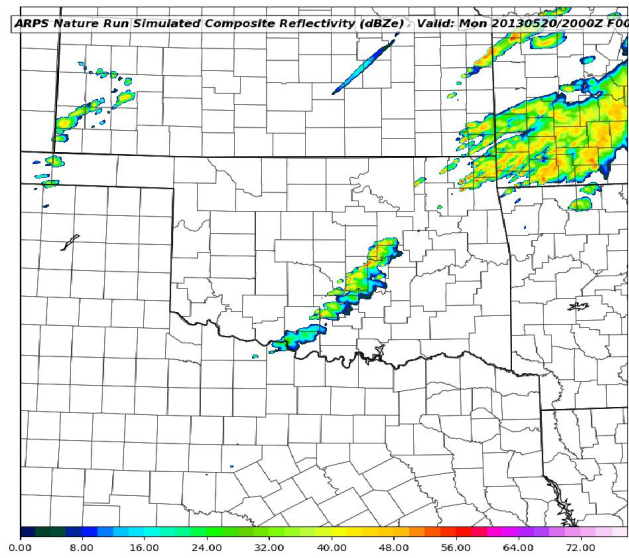 ARPS Nature Run Simulated Composite Reflectivity (dBZe) Valid: Mon 20130520/2000Z F00
0.00 8.00 16.00 24.00 32.00 40.00 48.00 56.00 64.00 72.00